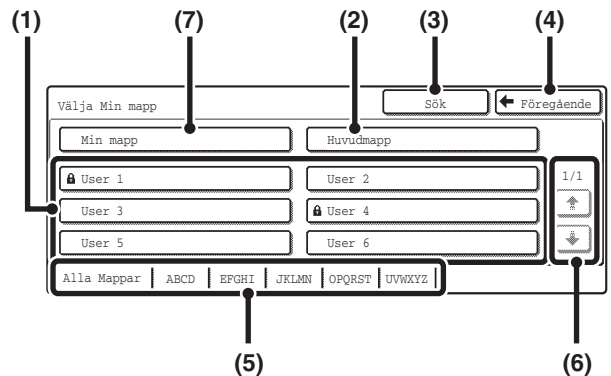 (1) (7) (2) (3) (4)
Välja Min mapp Sök Föregående
Min mapp Huvudmapp
User 1 User 2 1/1
User 3 User 4
User 5 User 6
Alla Mappar ABCD EFGHI JKLMN OPQRST UVWXYZ
(5) (6)